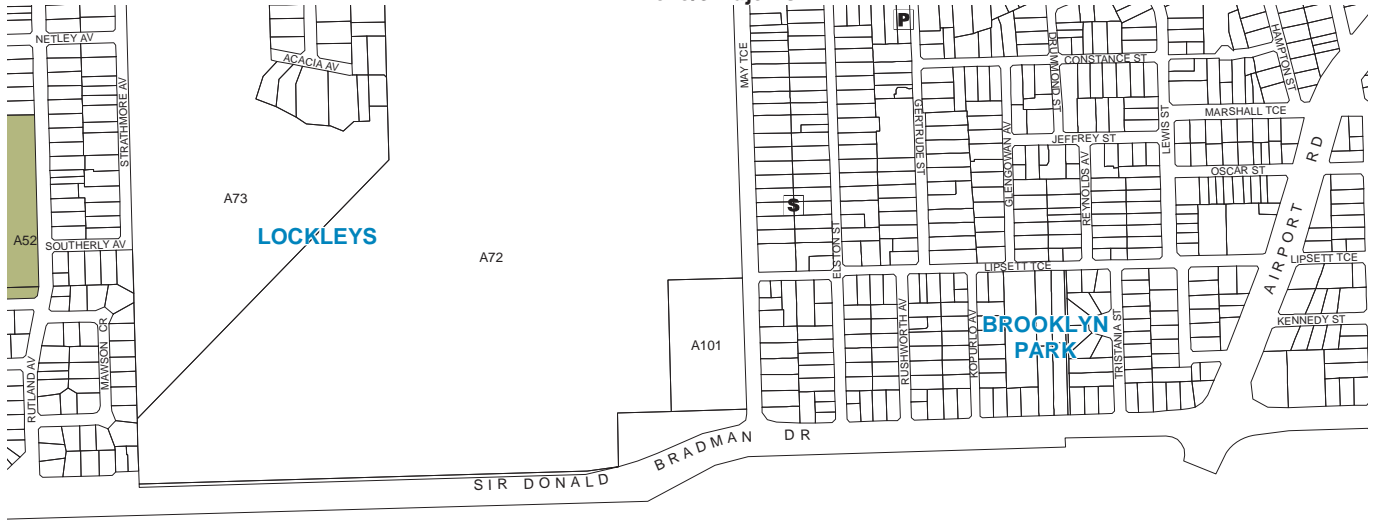 P
NETLEY AV
ACACIA AV
STRATHMORE AV
MAY TCE
DRUMMOND ST
CONSTANCE ST
HAMPTON ST
GERTRUDE ST
GLENGOWAN AV
LEWIS ST
MARSHALL TCE
JEFFREY ST
REYNOLDS AV
OSCAR ST
AIRPORT RD
A73
S
A52
SOUTHERLY AV
LOCKLEYS
A72
ELSTON ST
LIPSETT TCE
LIPSETT TCE
RUTLAND AV
MAWSON CR
A101
RUSHWORTH AV
KOPURLO AV
BROOKLYN
PARK
TRISTANIA ST
KENNEDY ST
SIR DONALD BRADMAN DR